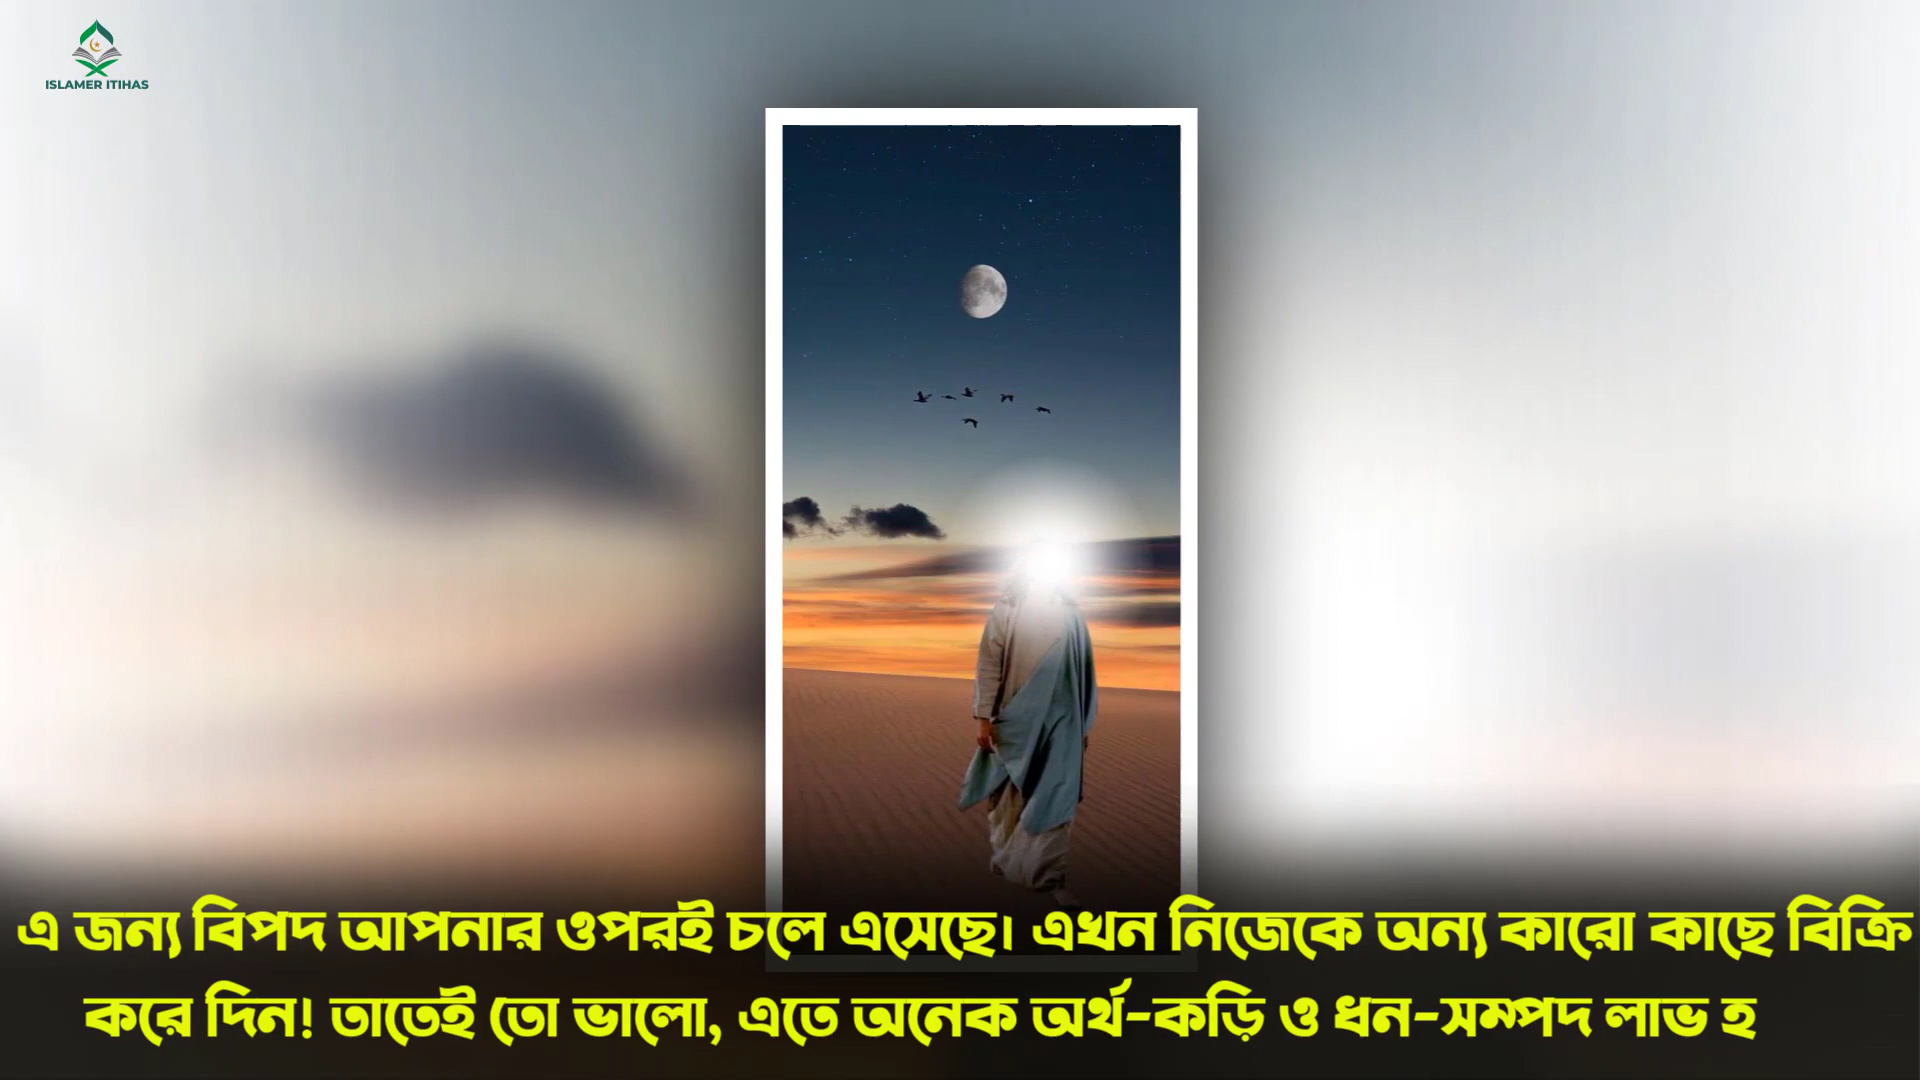 ISLAMER ITIHAS
এ জন্য বিপদ আপনার ওপরই চলে এসেছে। এখন নিজেকে অন্য কারো কাছে বিক্রি
করে দিন! তাতেই তো ভালো, এতে অনেক অর্থ-কড়ি ও ধন-সম্পদ লাভ হ